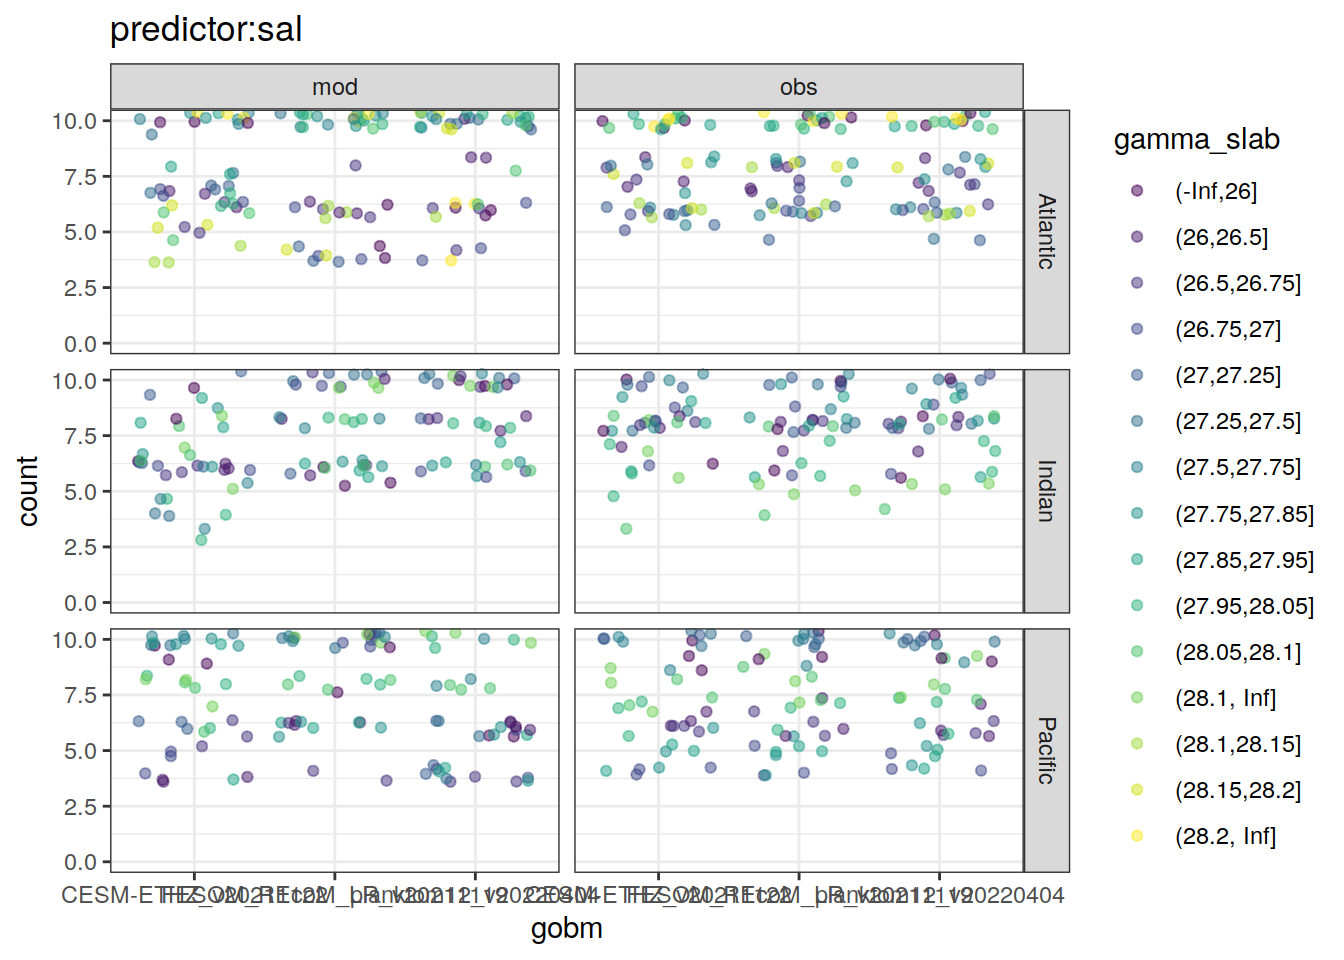 predictor:sal
mod
obs
10.0
7.5
5.0
2.5
0.0
Atlantic
10.0
7.5
5.0
2.5
0.0
Indian
10.0
7.5
5.0
2.5
0.0
Pacific
count
gobm
gamma_slab
(-Inf,26]
(26,26.5]
(26.5,26.75]
(26.75,27]
(27,27.25]
(27.25,27.5]
(27.5,27.75]
(27.75,27.85]
(27.85,27.95]
(27.95,28.05]
(28.05,28.1]
(28.1, Inf]
(28.1,28.15]
(28.15,28.2]
(28.2, Inf]